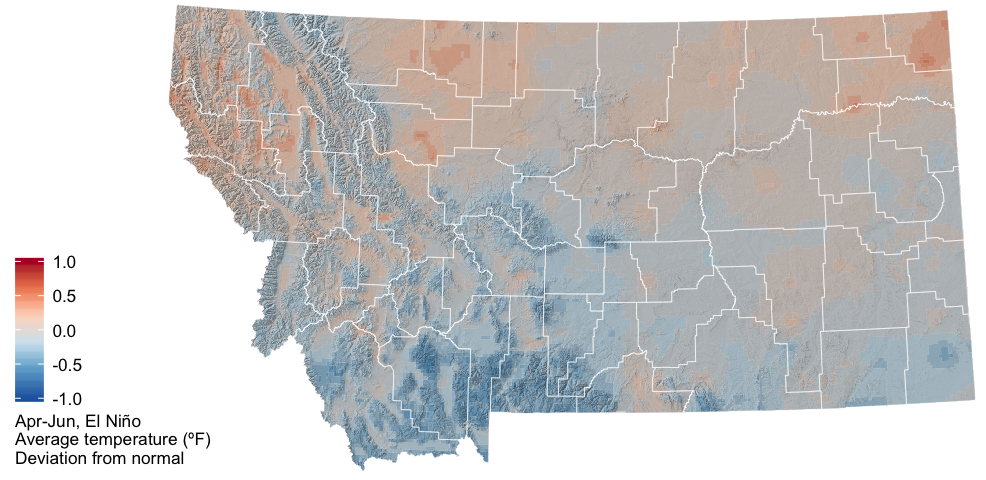 1.0
0.5
0.0
-0.5
-1.0
Apr-Jun, El Niño
Average temperature (ºF)
Deviation from normal